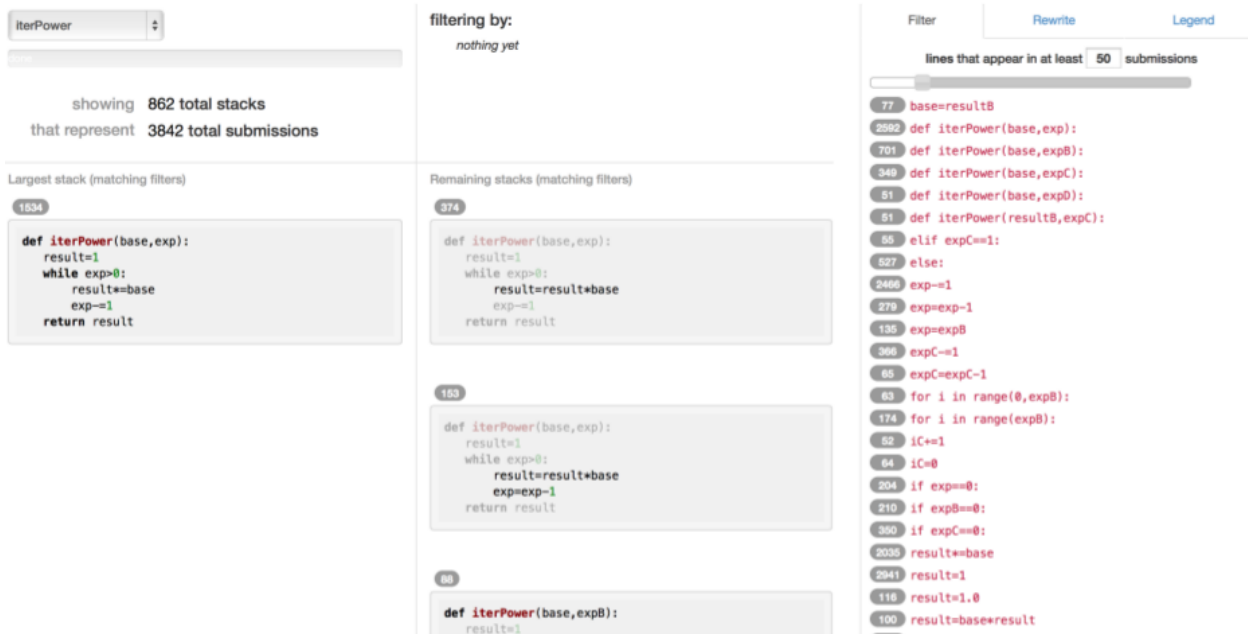 iterPower
done
showing 862 total stacks
that represent 3842 total submissions
filtering by:
nothing yet
Largest stack (matching filters)
1534
def iterPower(base,exp):
result=1
while exp>0:
result*=base
exp-=1
return result
Remaining stacks (matching filters)
374
def iterPower(base,exp):
result=1
while exp>0:
result=result*base
exp-=1
return result
153
def iterPower(base,exp):
result=1
while exp>0:
result=result*base
exp=exp-1
return result
88
def iterPower(base,expB):
result=1
Filter Rewrite Legend
lines that appear in at least 50 submissions
77 base=resultB
2592 def iterPower(base,exp):
701 def iterPower(base,expB):
349 def iterPower(base,expC):
51 def iterPower(base,expD):
51 def iterPower(resultB,expC):
55 elif expC==1:
527 else:
2466 exp-=1
279 exp=exp-1
135 exp=expB
366 expC-=1
65 expC=expC-1
63 for i in range(0,expB):
174 for i in range(expB):
52 iC+=1
64 iC=0
204 if exp==0:
210 if expB==0:
350 if expC==0:
2035 result*=base
2941 result=1
116 result=1.0
100 result=base*result